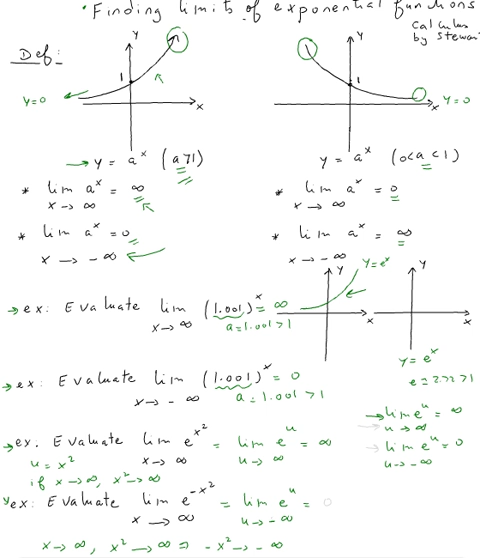 • Finding limits of exponential functions
Calculus
by Stewar
Def:
y
1
x
y=0
y
1
x
y=0
→ y = a^x (a>1)
y = a^x (0<a<1)
* lim a^x = ∞
x → ∞
* lim a^x = 0
x → ∞
* lim a^x = 0
x → -∞
* lim a^x = ∞
x → -∞
y
y=e^x
x
y
x
→ ex: Evaluate lim (1.001)^x = ∞
x → ∞
a=1.001>1
y = e^x
e=2.72>1
→ ex: Evaluate lim (1.001)^x = 0
x → -∞
a=1.001>1
→ lim e^u = ∞
u → ∞
→ lim e^u = 0
u → -∞
→ ex. Evaluate lim e^x^2 = lim e^u = ∞
x → ∞
u → ∞
u = x^2
if x → ∞, x^2 → ∞
ex: Evaluate lim e^-x^2 = lim e^u = 0
x → ∞
u → -∞
x → ∞, x^2 → ∞ ⇒ -x^2 → -∞